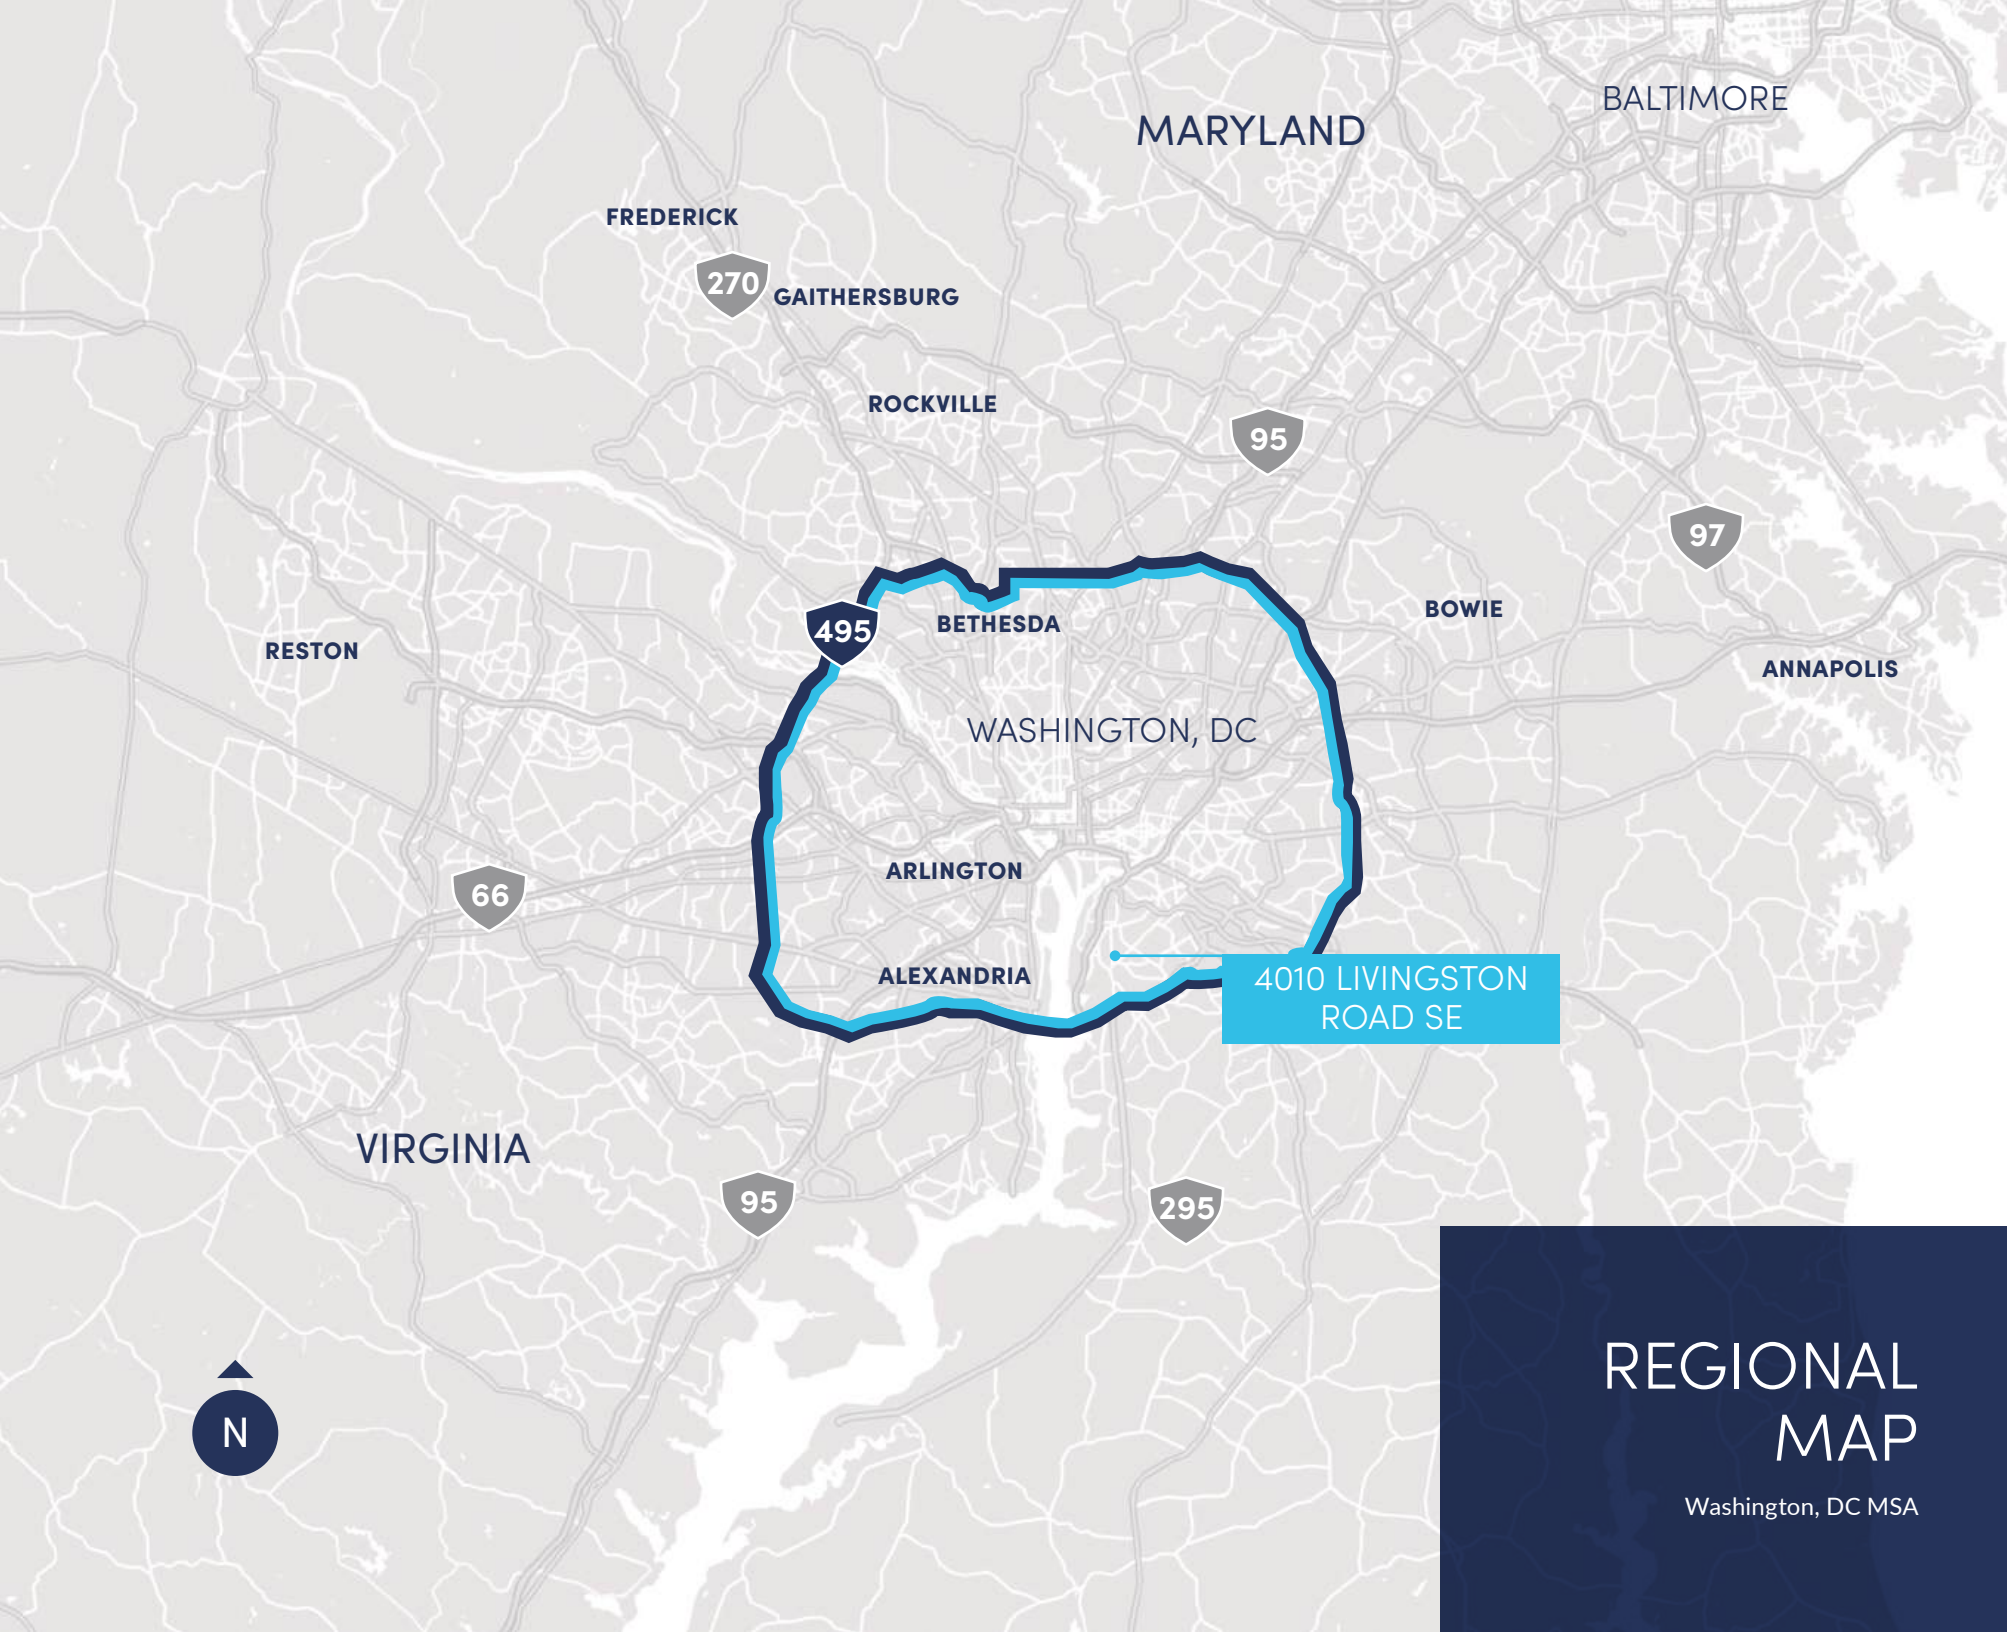 BALTIMORE
MARYLAND
FREDERICK
270
GAITHERSBURG
ROCKVILLE
95
97
495
BETHESDA
BOWIE
RESTON
ANNAPOLIS
WASHINGTON, DC
ARLINGTON
66
ALEXANDRIA
4010 LIVINGSTON
ROAD SE
VIRGINIA
95
295
N
REGIONAL
MAP
Washington, DC MSA